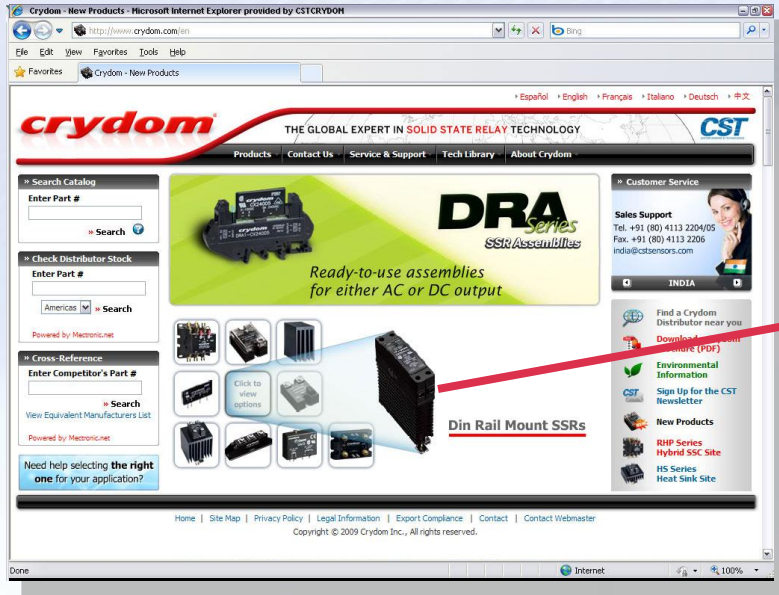 Crydom - New Products - Microsoft Internet Explorer provided by CSTCRYDOM
http://www.crydom.com/en
Bing
File Edit View Favorites Tools Help
Favorites Crydom - New Products
Español English Français Italiano Deutsch 中文
crydom
THE GLOBAL EXPERT IN SOLID STATE RELAY TECHNOLOGY
CST
Products Contact Us Service & Support Tech Library About Crydom
» Search Catalog
Enter Part #
» Search
» Check Distributor Stock
Enter Part #
Americas » Search
Powered by Mectronic.net
» Cross-Reference
Enter Competitor's Part #
» Search
View Equivalent Manufacturers List
Powered by Mectronic.net
Need help selecting the right
one for your application?
crydom
DRA Series
SSR Assemblies
Ready-to-use assemblies
for either AC or DC output
Click to
view
options
Din Rail Mount SSRs
» Customer Service
Sales Support
Tel. +91 (80) 4113 2204/05
Fax. +91 (80) 4113 2206
india@cstsensors.com
INDIA
Find a Crydom
Distributor near you
Download
(PDF)
Environmental
Information
CST
Sign Up for the CST
Newsletter
New Products
RHP Series
Hybrid SSC Site
HS Series
Heat Sink Site
Home | Site Map | Privacy Policy | Legal Information | Export Compliance | Contact | Contact Webmaster
Copyright © 2009 Crydom Inc., All rights reserved.
Done Internet 100%